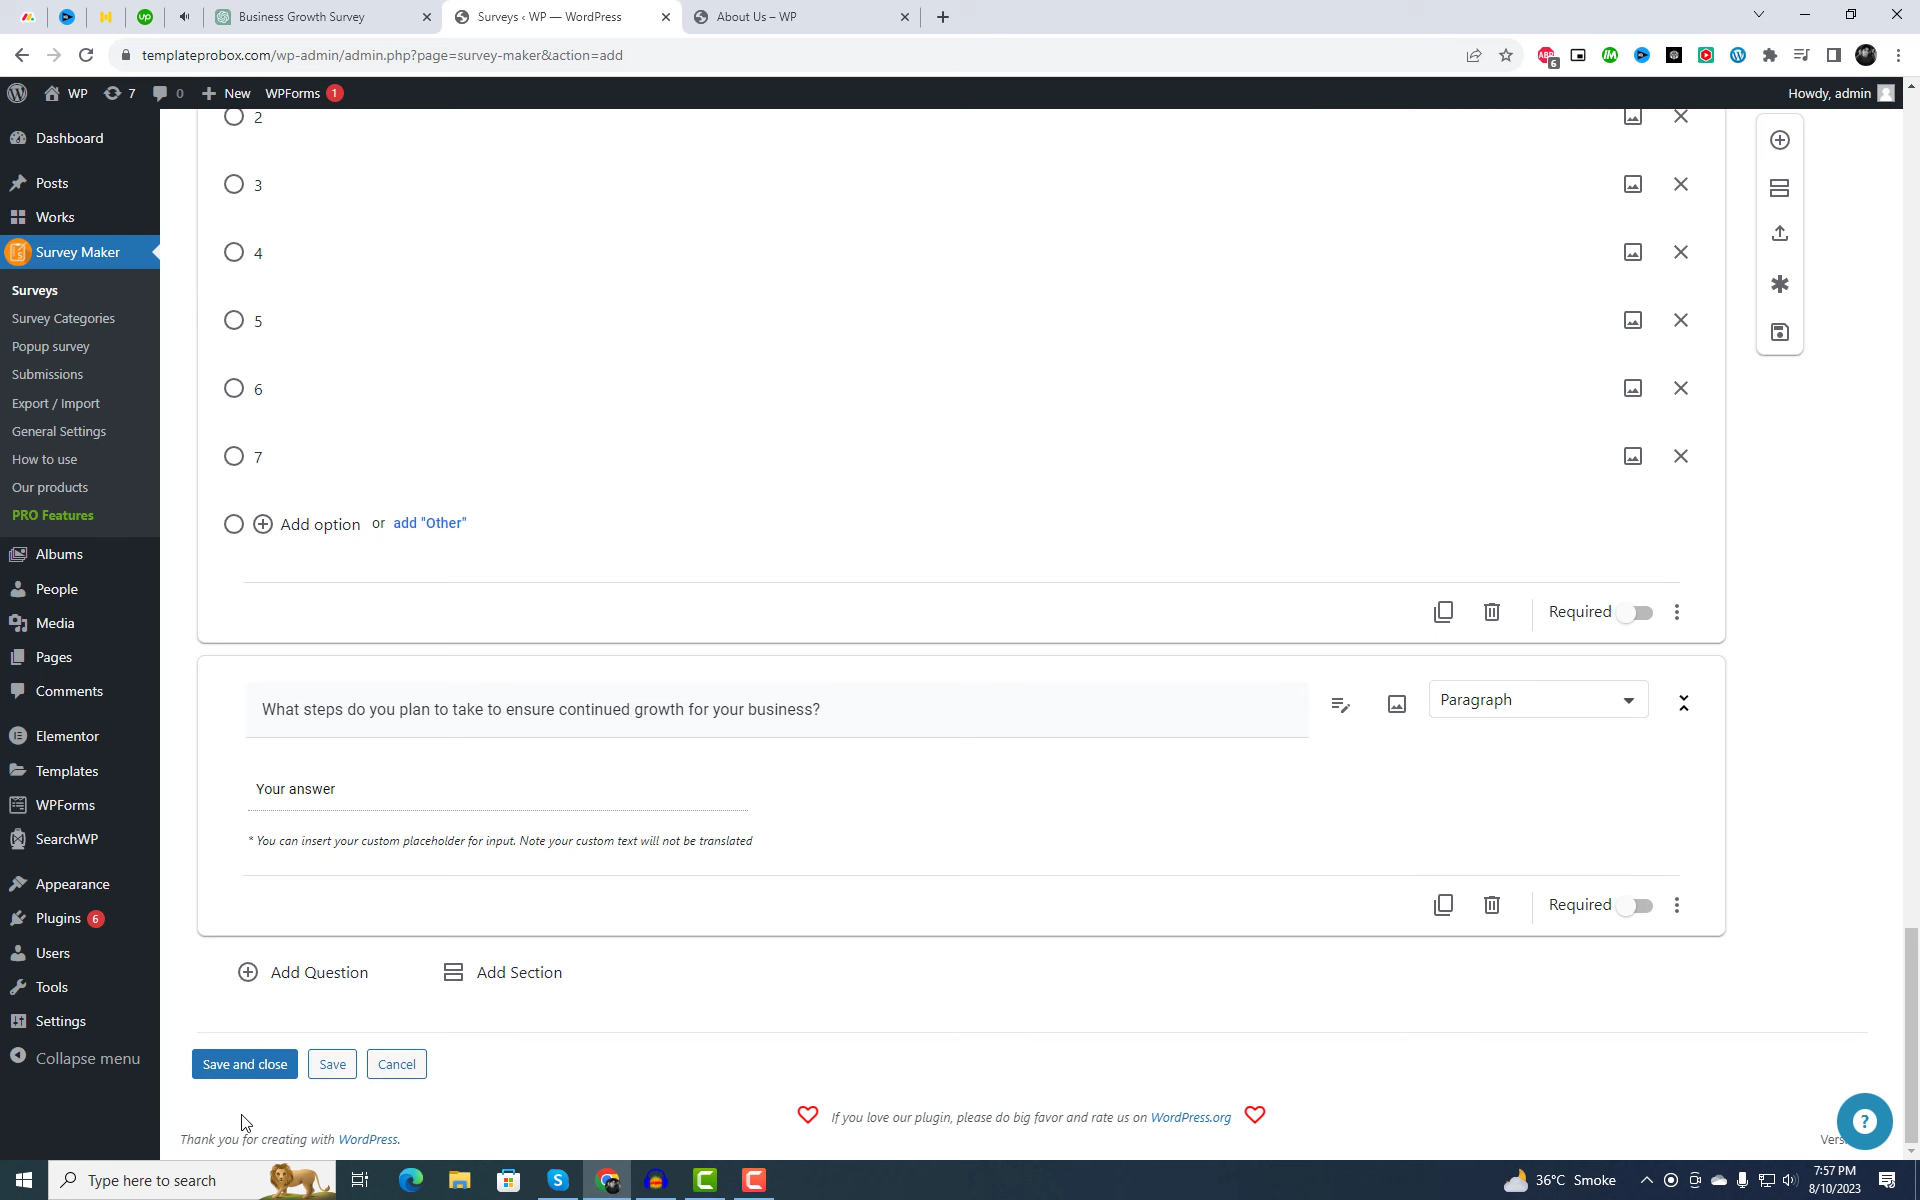 Business Growth Survey
Surveys ‹ WP — WordPress
About Us – WP
templateprobox.com/wp-admin/admin.php?page=survey-maker&action=add
6
WP
7
0
New
WPForms 1
Howdy, admin
Dashboard
Posts
Works
Survey Maker
Surveys
Survey Categories
Popup survey
Submissions
Export / Import
General Settings
How to use
Our products
PRO Features
Albums
People
Media
Pages
Comments
Elementor
Templates
WPForms
SearchWP
Appearance
Plugins 6
Users
Tools
Settings
Collapse menu
2
3
4
5
6
7
Add option or add "Other"
Required
What steps do you plan to take to ensure continued growth for your business?
Paragraph
Your answer
* You can insert your custom placeholder for input. Note your custom text will not be translated
Required
Add Question
Add Section
Save and close
Save
Cancel
If you love our plugin, please do big favor and rate us on WordPress.org
Thank you for creating with WordPress.
?
Type here to search
36°C Smoke
7:57 PM
8/10/2023